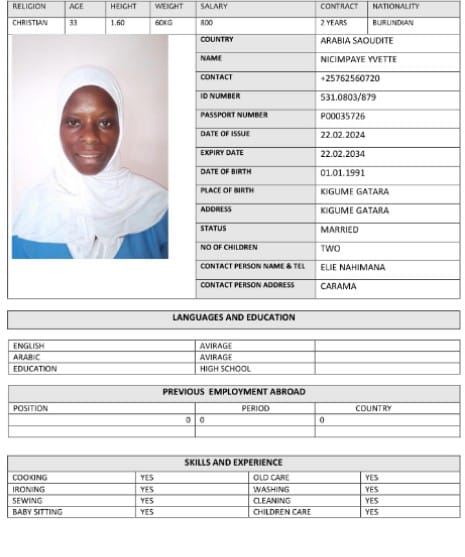 RELIGION AGE HEIGHT WEIGHT SALARY CONTRACT NATIONALITY
CHRISTIAN 33 1.60 60KG 800 2 YEARS BURUNDIAN
COUNTRY ARABIA SAOUDITE
NAME NICIMPAYE YVETTE
CONTACT +25762560720
ID NUMBER 531.0803/879
PASSPORT NUMBER P00035726
DATE OF ISSUE 22.02.2024
EXPIRY DATE 22.02.2034
DATE OF BIRTH 01.01.1991
PLACE OF BIRTH KIGUME GATARA
ADDRESS KIGUME GATARA
STATUS MARRIED
NO OF CHILDREN TWO
CONTACT PERSON NAME & TEL ELIE NAHIMANA
CONTACT PERSON ADDRESS CARAMA
LANGUAGES AND EDUCATION
ENGLISH AVIRAGE
ARABIC AVIRAGE
EDUCATION HIGH SCHOOL
PREVIOUS EMPLOYMENT ABROAD
POSITION PERIOD COUNTRY
0 0 0
SKILLS AND EXPERIENCE
COOKING YES OLD CARE YES
IRONING YES WASHING YES
SEWING YES CLEANING YES
BABY SITTING YES CHILDREN CARE YES